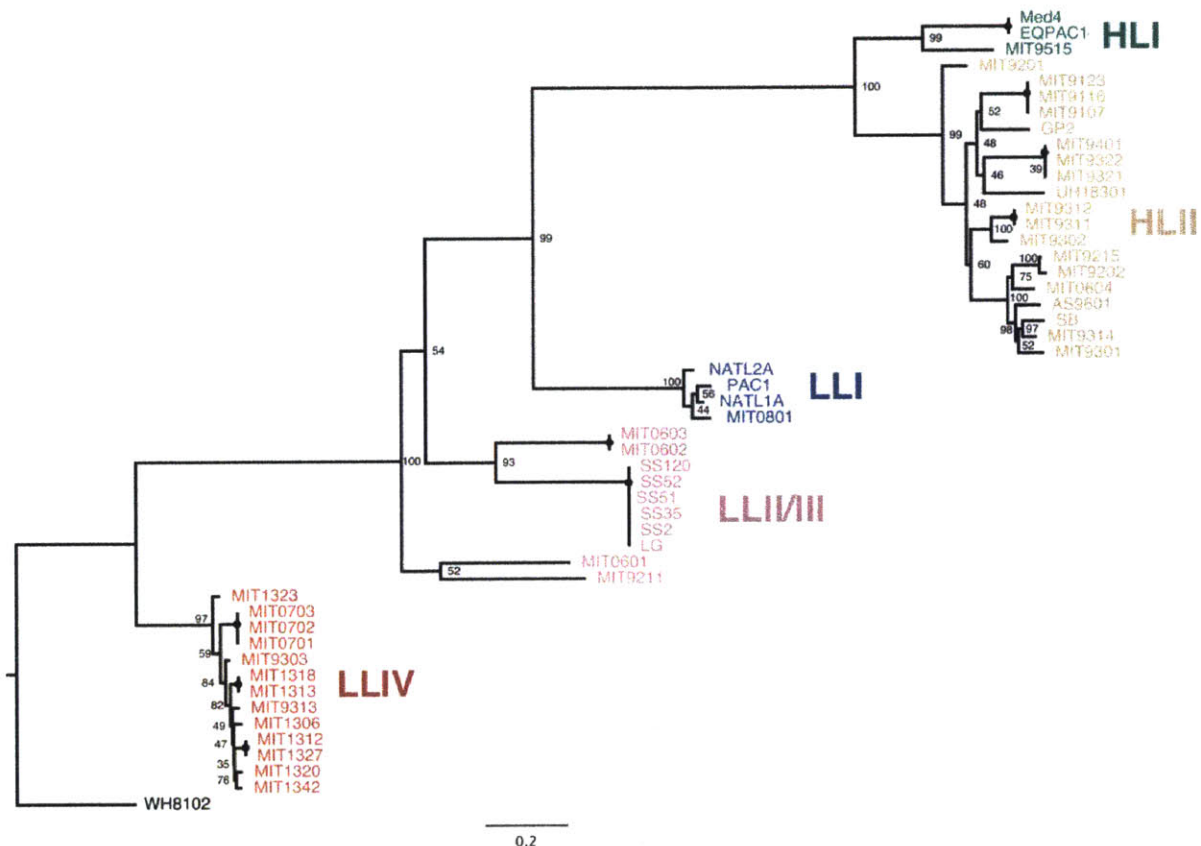 Med4
EQPAC1
HLI
99
MIT9515
MIT9201
100
MIT9123
MIT9116
52
MIT9107
99
GP2
48
MIT9401
MIT9322
46
39
MIT9321
UH18301
48
MIT9312
HLII
100
MIT9311
MIT9302
99
60
100
MIT9215
75
MIT9202
MIT0604
100
AS9601
SB
98
97
MIT9314
52
MIT9301
54
NATL2A
100
PAC1
LLI
56
NATL1A
44
MIT0801
MIT0603
MIT0602
100
93
SS120
SS52
SS51
LLII/III
SS35
SS2
LG
MIT0601
52
MIT9211
MIT1323
97
MIT0703
MIT0702
MIT0701
59
MIT9303
84
MIT1318
LLIV
MIT1313
82
MIT9313
49
MIT1306
47
MIT1312
MIT1327
35
MIT1320
76
MIT1342
WH8102
0.2